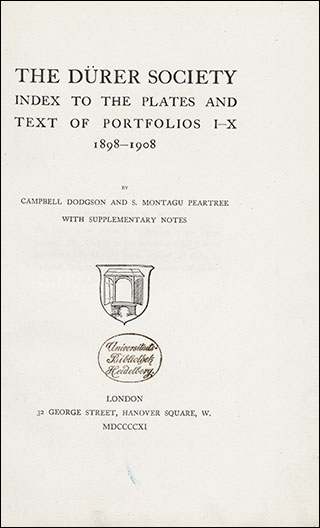 THE DÜRER SOCIETY
INDEX TO THE PLATES AND
TEXT OF PORTFOLIOS I–X
1898–1908
BY
CAMPBELL DODGSON AND S. MONTAGU PEARTREE
WITH SUPPLEMENTARY NOTES
Universitäts-
Bibliothek
Heidelberg.
LONDON
32 GEORGE STREET, HANOVER SQUARE, W.
MDCCCCXI